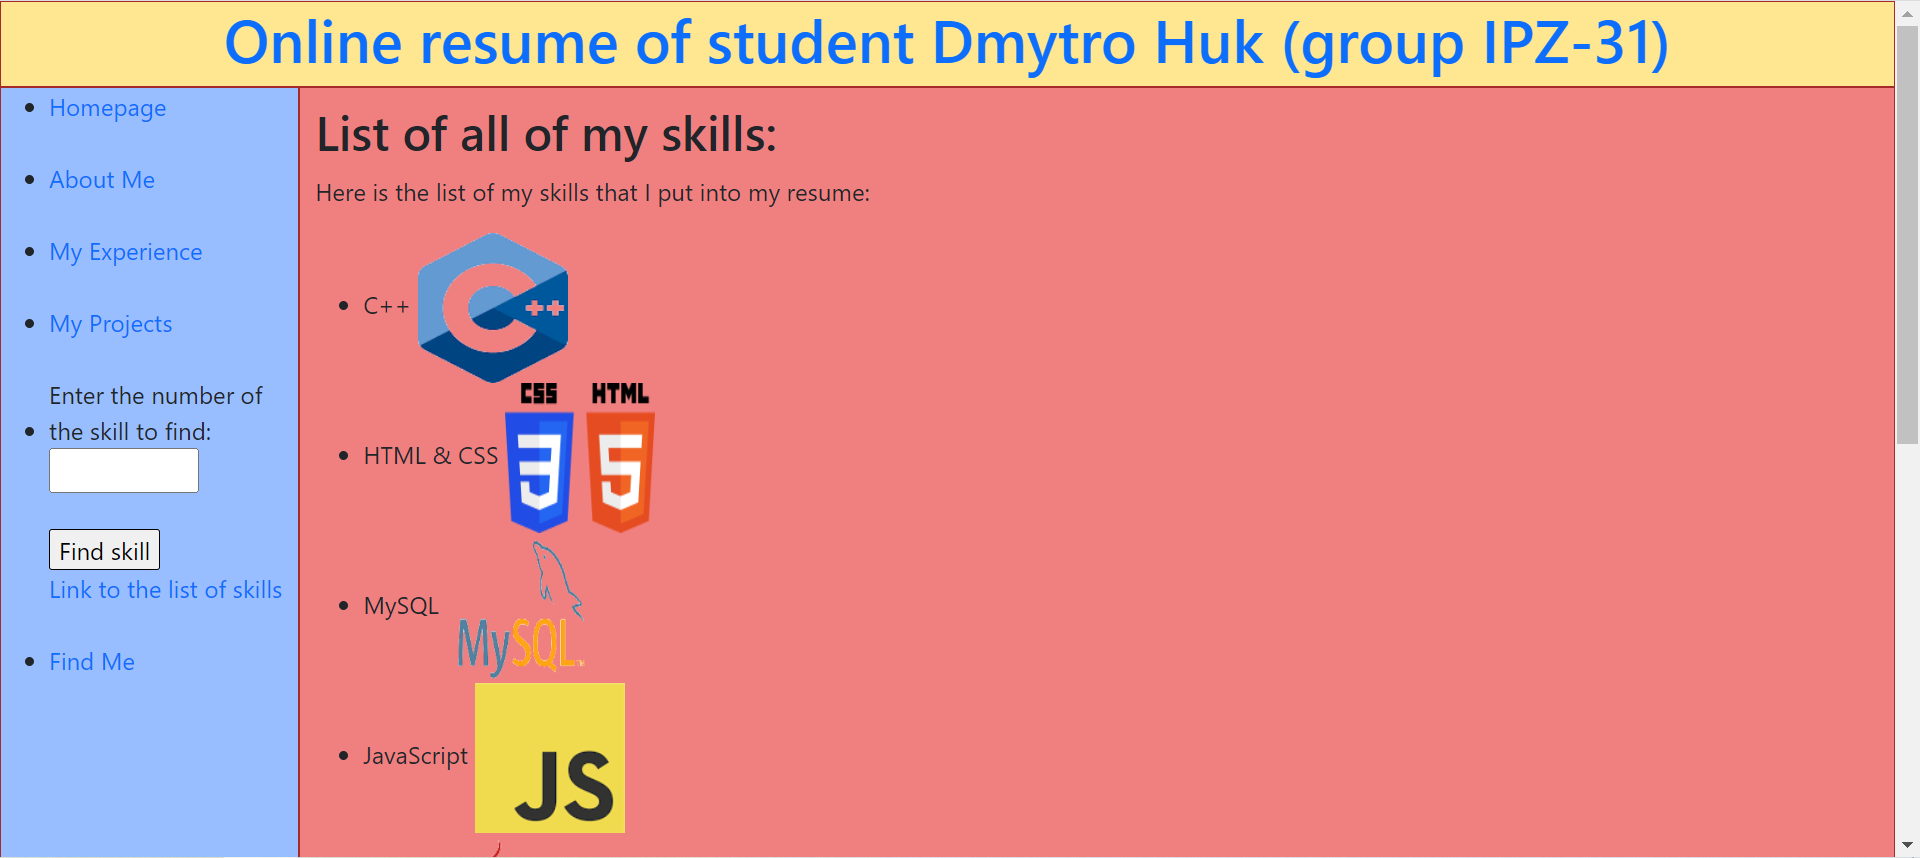 Online resume of student Dmytro Huk (group IPZ-31)
Homepage
About Me
My Experience
My Projects
Enter the number of
the skill to find:
Find skill
Link to the list of skills
Find Me
List of all of my skills:
Here is the list of my skills that I put into my resume:
C++
C++
HTML & CSS
CSS HTML
3 5
MySQL
MySQL™
JavaScript
JS